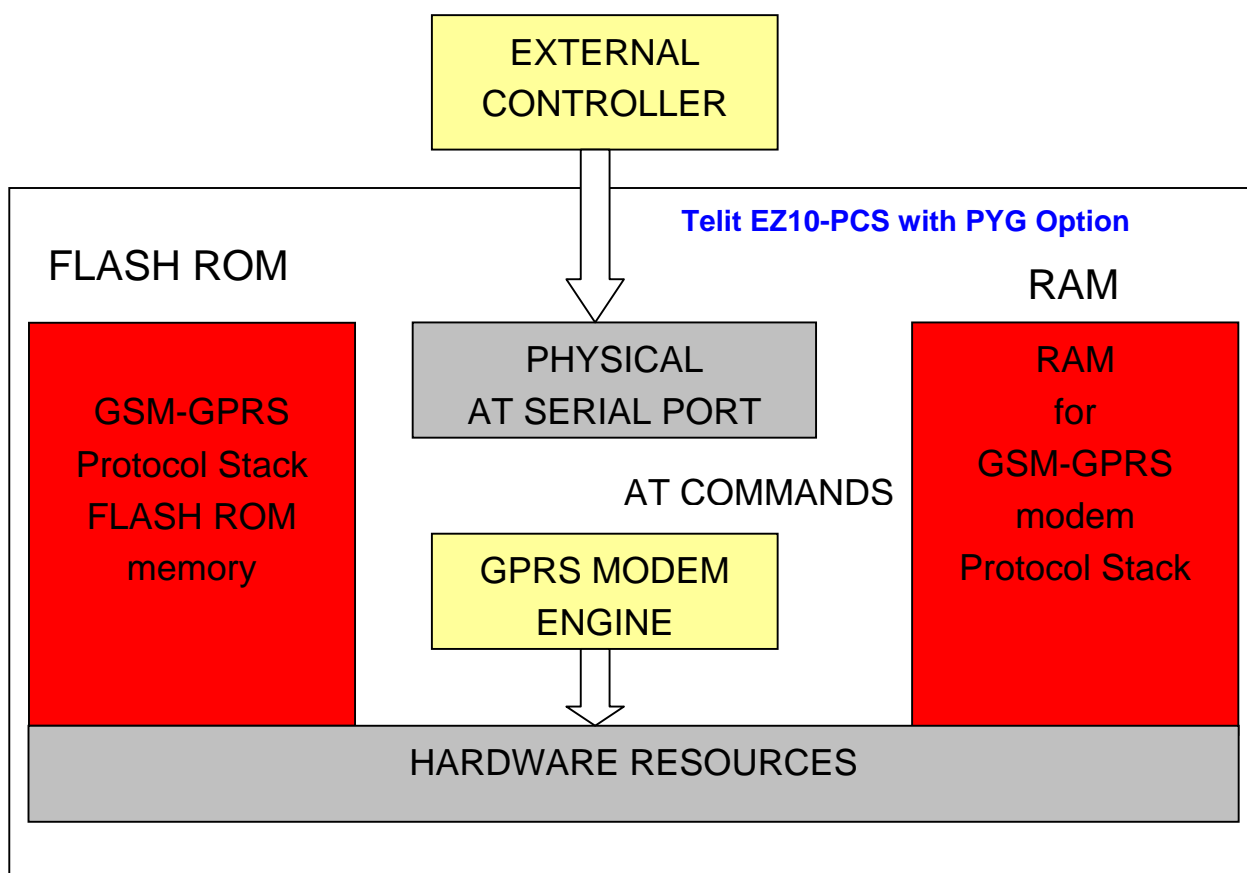 EXTERNAL
CONTROLLER
Telit EZ10-PCS with PYG Option
FLASH ROM
RAM
GSM-GPRS
Protocol Stack
FLASH ROM
memory
PHYSICAL
AT SERIAL PORT
RAM
for
GSM-GPRS
modem
Protocol Stack
AT COMMANDS
GPRS MODEM
ENGINE
HARDWARE RESOURCES